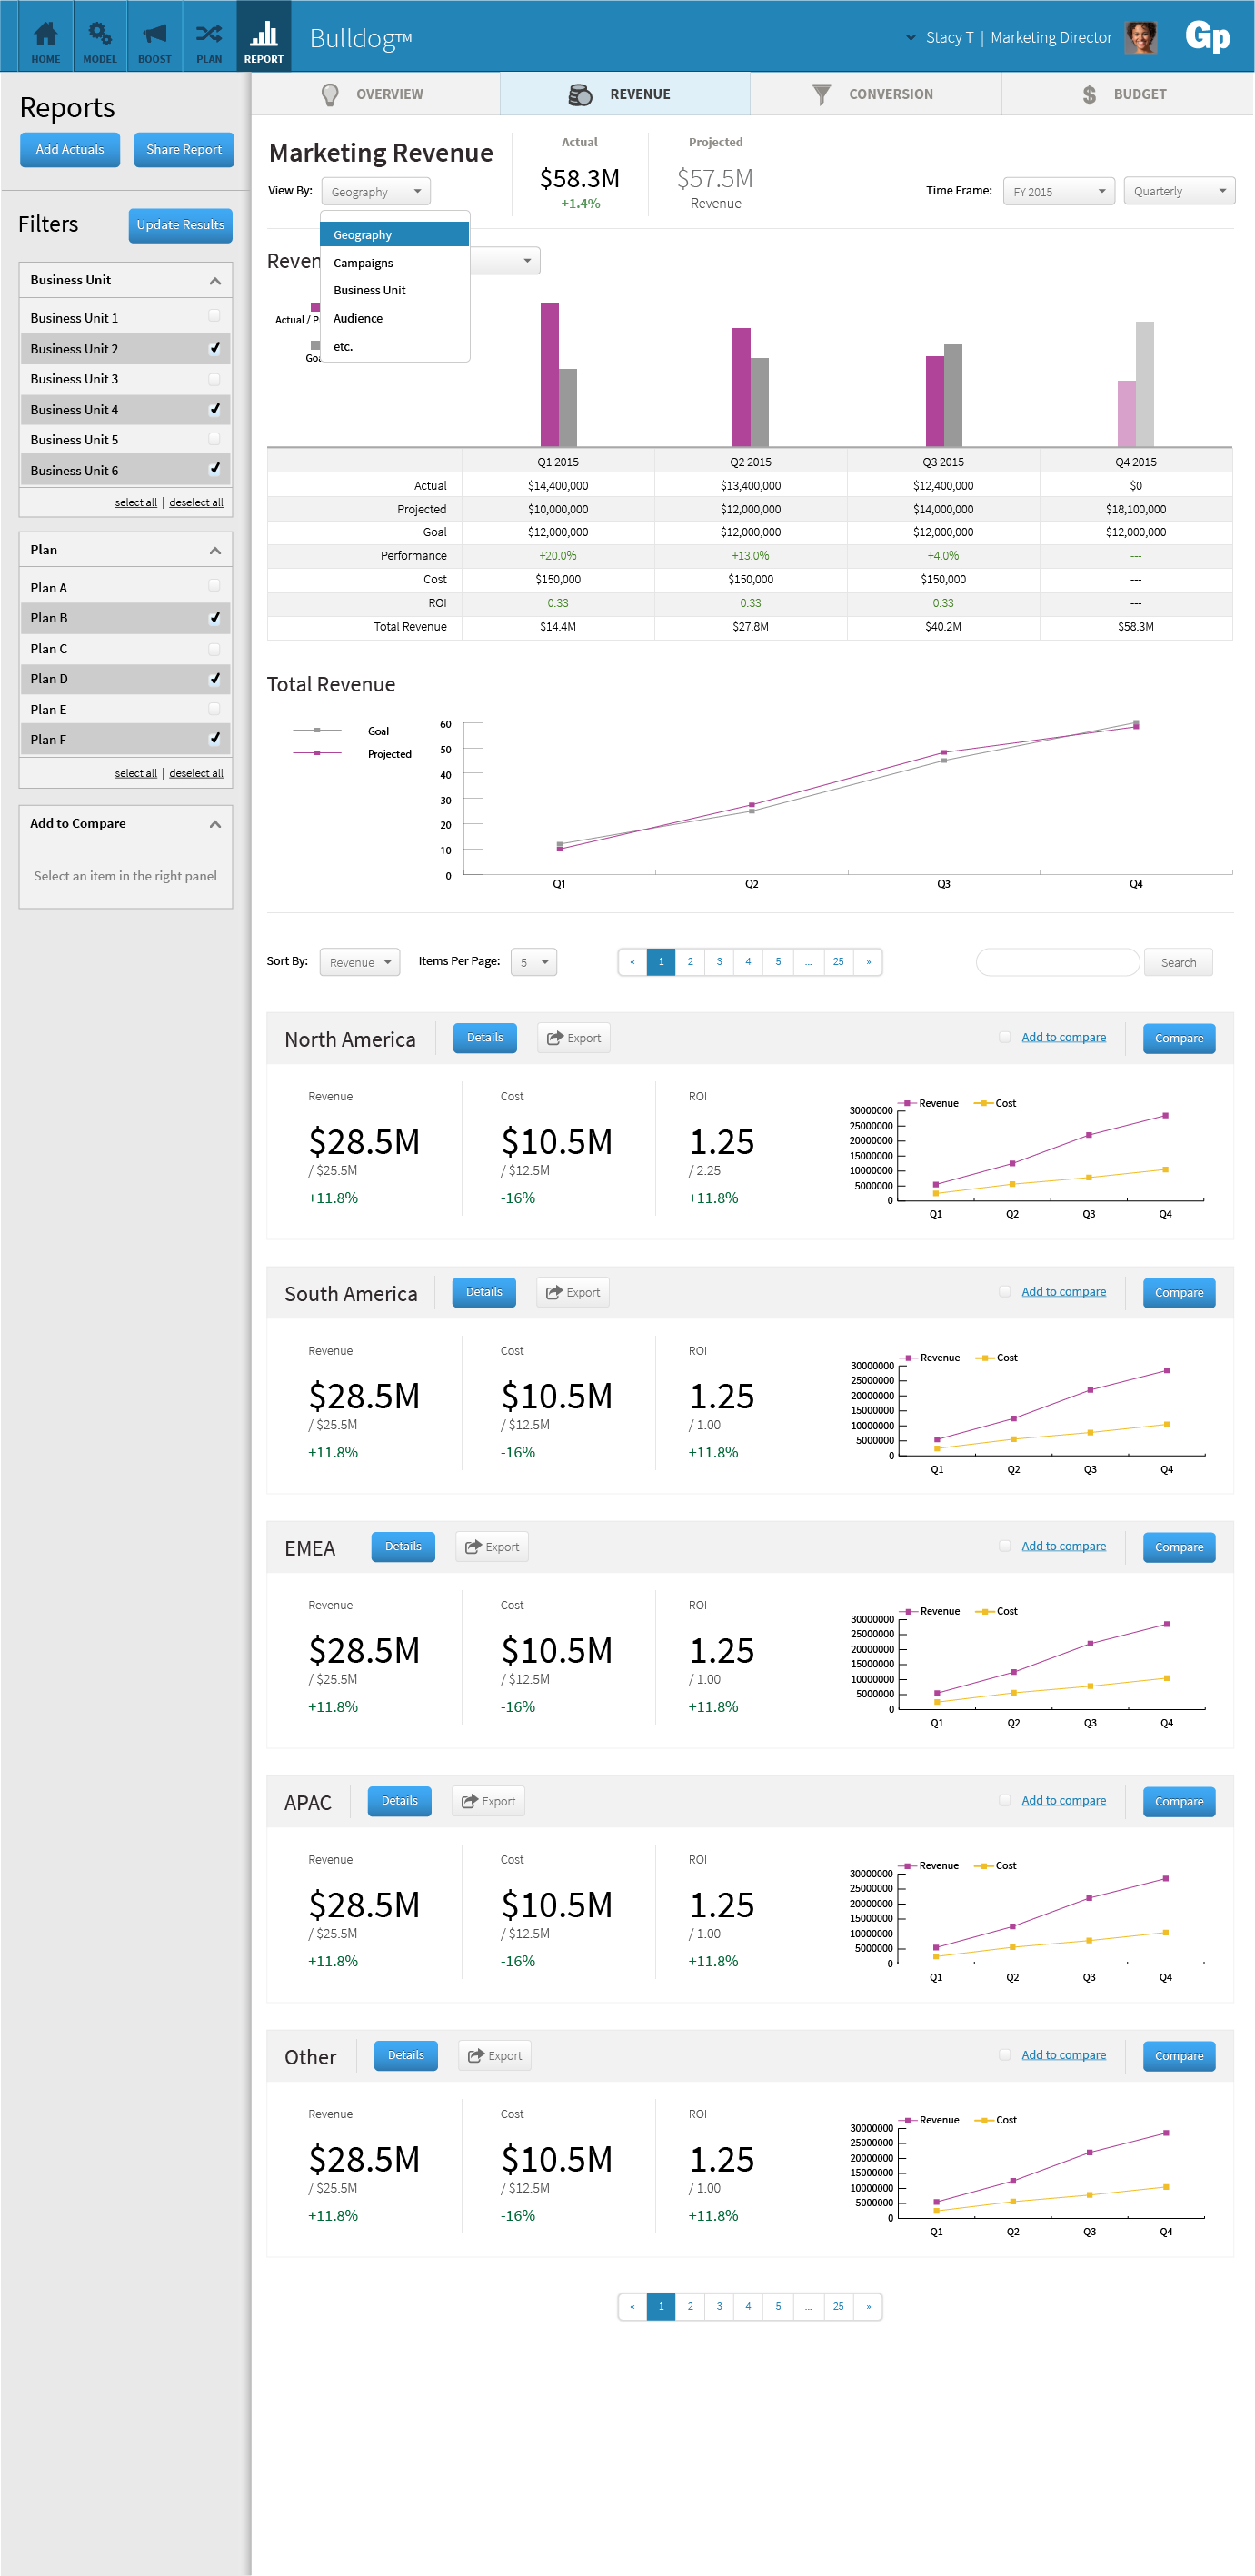 HOME
MODEL
BOOST
PLAN
REPORT
Bulldog™
Stacy T | Marketing Director
Gp
Reports
Add Actuals
Share Report
Filters
Update Results
Business Unit
Business Unit 1
Business Unit 2
Business Unit 3
Business Unit 4
Business Unit 5
Business Unit 6
select all | deselect all
Plan
Plan A
Plan B
Plan C
Plan D
Plan E
Plan F
select all | deselect all
Add to Compare
Select an item in the right panel
OVERVIEW
REVENUE
CONVERSION
BUDGET
Marketing Revenue
View By: Geography
Actual
$58.3M
+1.4%
Projected
$57.5M
Revenue
Time Frame: FY 2015 Quarterly
Geography
Campaigns
Business Unit
Audience
etc.
Actual /
Q1 2015 Q2 2015 Q3 2015 Q4 2015
Actual $14,400,000 $13,400,000 $12,400,000 $0
Projected $10,000,000 $12,000,000 $14,000,000 $18,100,000
Goal $12,000,000 $12,000,000 $12,000,000 $12,000,000
Performance +20.0% +13.0% +4.0% ---
Cost $150,000 $150,000 $150,000 ---
ROI 0.33 0.33 0.33 ---
Total Revenue $14.4M $27.8M $40.2M $58.3M
Total Revenue
Goal
Projected
60
50
40
30
20
10
0
Q1 Q2 Q3 Q4
Sort By: Revenue
Items Per Page: 5
« 1 2 3 4 5 ... 25 »
Search
North America Details Export Add to compare Compare
Revenue Cost ROI
$28.5M $10.5M 1.25
/ $25.5M / $12.5M / 2.25
+11.8% -16% +11.8%
Revenue Cost
30000000
25000000
20000000
15000000
10000000
5000000
0
Q1 Q2 Q3 Q4
South America Details Export Add to compare Compare
Revenue Cost ROI
$28.5M $10.5M 1.25
/ $25.5M / $12.5M / 1.00
+11.8% -16% +11.8%
Revenue Cost
30000000
25000000
20000000
15000000
10000000
5000000
0
Q1 Q2 Q3 Q4
EMEA Details Export Add to compare Compare
Revenue Cost ROI
$28.5M $10.5M 1.25
/ $25.5M / $12.5M / 1.00
+11.8% -16% +11.8%
Revenue Cost
30000000
25000000
20000000
15000000
10000000
5000000
0
Q1 Q2 Q3 Q4
APAC Details Export Add to compare Compare
Revenue Cost ROI
$28.5M $10.5M 1.25
/ $25.5M / $12.5M / 1.00
+11.8% -16% +11.8%
Revenue Cost
30000000
25000000
20000000
15000000
10000000
5000000
0
Q1 Q2 Q3 Q4
Other Details Export Add to compare Compare
Revenue Cost ROI
$28.5M $10.5M 1.25
/ $25.5M / $12.5M / 1.00
+11.8% -16% +11.8%
Revenue Cost
30000000
25000000
20000000
15000000
10000000
5000000
0
Q1 Q2 Q3 Q4
« 1 2 3 4 5 ... 25 »